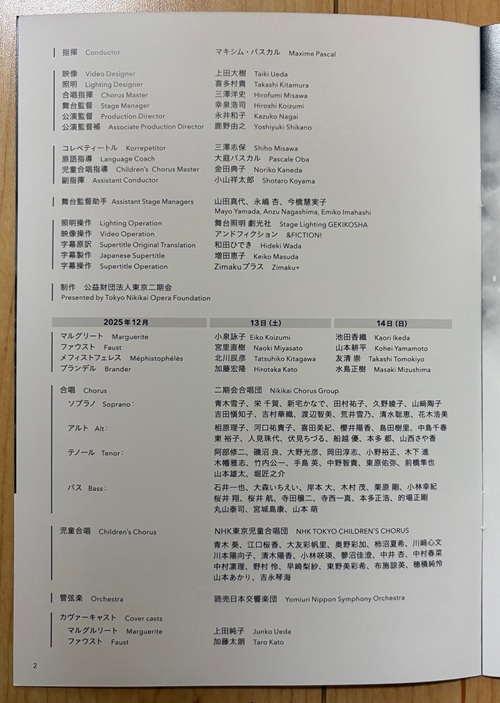 指揮 Conductor マキシム・パスカル Maxime Pascal
映像 Video Designer 上田大樹 Taiki Ueda
照明 Lighting Designer 喜多村貴 Takashi Kitamura
合唱指揮 Chorus Master 三澤洋史 Hirofumi Misawa
舞台監督 Stage Manager 幸泉浩司 Hiroshi Koizumi
公演監督 Production Director 永井和子 Kazuko Nagai
公演監督補 Associate Production Director 鹿野由之 Yoshiyuki Shikano
コレペティートル Korrepetitor 三澤志保 Shiho Misawa
原語指導 Language Coach 大庭パスカル Pascale Oba
児童合唱指導 Children's Chorus Master 金田典子 Noriko Kaneda
副指揮 Assistant Conductor 小山祥太郎 Shotaro Koyama
舞台監督助手 Assistant Stage Managers 山田真代、永嶋 杏、今橋慧実子
Mayo Yamada, Anzu Nagashima, Emiko Imahashi
照明操作 Lighting Operation 舞台照明 劇光社 Stage Lighting GEKIKOSHA
映像操作 Video Operation アンドフィクション &FICTION!
字幕原訳 Supertitle Original Translation 和田ひでき Hideki Wada
字幕製作 Japanese Supertitle 増田恵子 Keiko Masuda
字幕操作 Supertitle Operation Zimakuプラス Zimaku+
制作 公益財団法人東京二期会
Presented by Tokyo Nikikai Opera Foundation
2025年12月 13日(土) 14日(日)
マルグリート Marguerite 小泉詠子 Eiko Koizumi 池田香織 Kaori Ikeda
ファウスト Faust 宮里直樹 Naoki Miyasato 山本耕平 Kohei Yamamoto
メフィストフェレス Méphistophélès 北川辰彦 Tatsuhiko Kitagawa 友清 崇 Takashi Tomokiyo
ブランデル Brander 加藤宏隆 Hirotaka Kato 水島正樹 Masaki Mizushima
合唱 Chorus 二期会合唱団 Nikikai Chorus Group
ソプラノ Soprano: 青木雪子、栄 千賀、新宅かなで、田村祐子、久野綾子、山﨑陶子
吉田愼知子、吉村華織、渡辺智美、荒井雪乃、清水聡恵、花木浩美
アルト Alt: 相原理子、河口祐貴子、喜田美紀、櫻井陽香、島田樹里、中島千春
東 裕子、人見珠代、伏見ちづる、船越 優、本多 都、山西さや香
テノール Tenor: 阿部修二、磯沼 良、大野光彦、岡田淳志、小野裕正、木下 進
木幡雅志、竹内公一、手島 英、中野智貴、東原佑弥、前橋隼也
山本雄太、堀匠之介
バス Bass: 石井一也、大森いちえい、岸本 大、木村 茂、栗原 剛、小林幸紀
桜井 翔、桜井 航、寺田穣二、寺西一真、本多正浩、的場正剛
丸山泰司、宮城島康、山本 萌
児童合唱 Children's Chorus NHK東京児童合唱団 NHK TOKYO CHILDREN'S CHORUS
青木 葵、江口桜香、大友彩帆里、奥野彩加、柿沼夏希、川﨑心文
川本陽向子、清木陽香、小林咲瑛、蓼沼佳澄、中井 杏、中村春菜
中村凛理、野村 怜、早崎梨紗、東野美彩希、布施諒英、穂積純怜
山本あかり、吉永琴海
管弦楽 Orchestra 読売日本交響楽団 Yomiuri Nippon Symphony Orchestra
カヴァーキャスト Cover casts
マルグルリート Marguerite 上田純子 Junko Ueda
ファウスト Faust 加藤太朗 Taro Kato
2